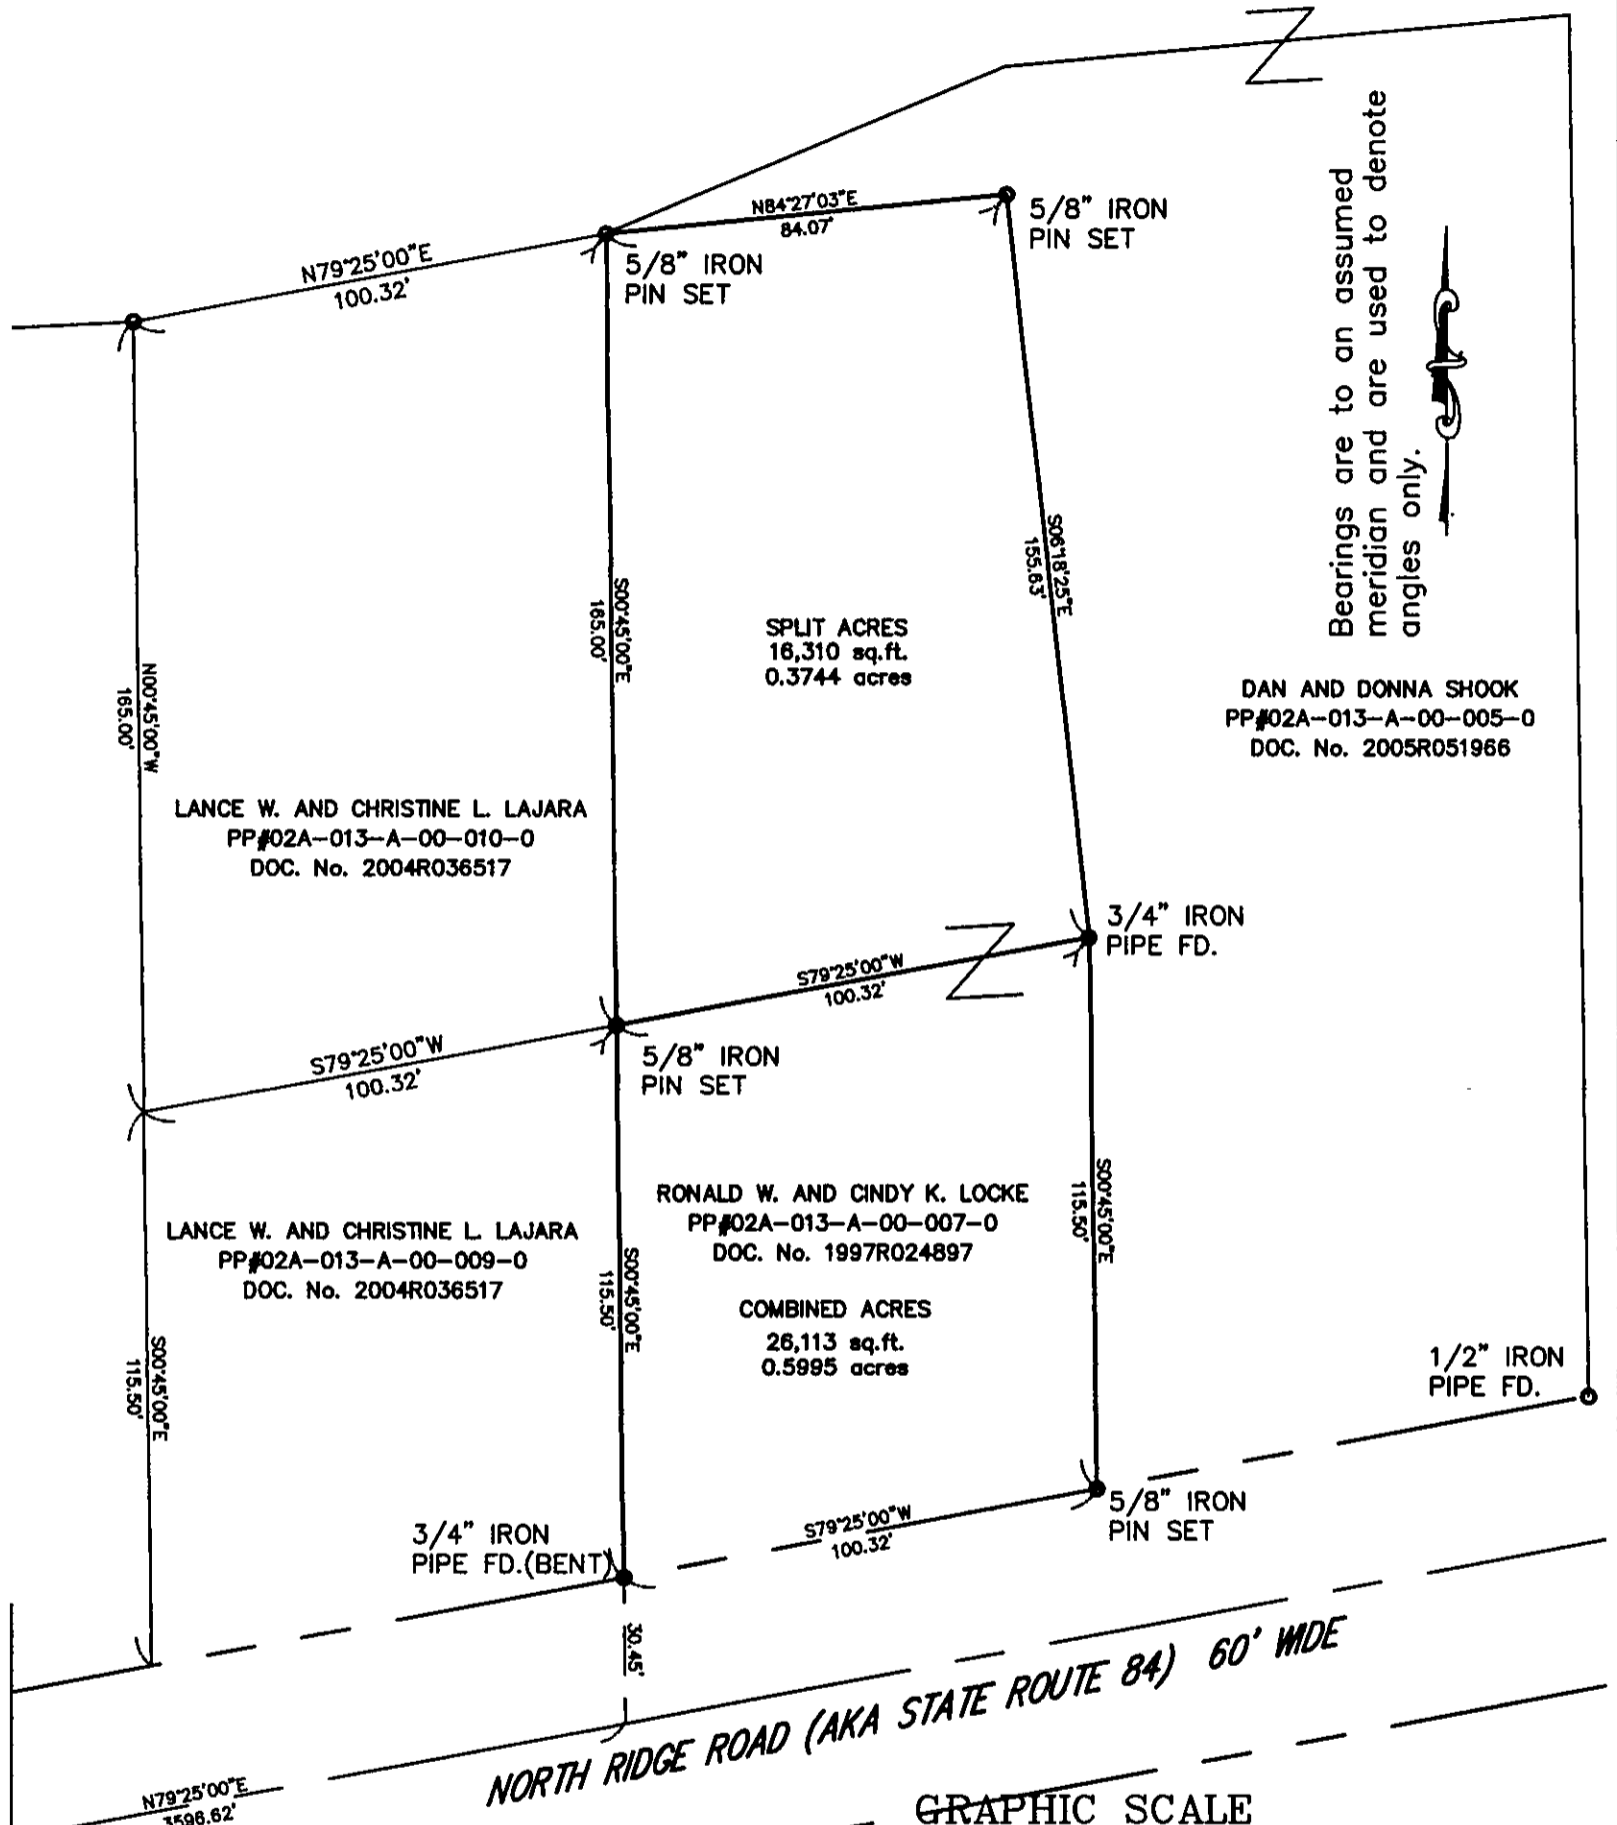 N84°27'03"E
84.07'
5/8" IRON
PIN SET
N79°25'00"E
100.32'
5/8" IRON
PIN SET
Bearings are to an assumed
meridian and are used to denote
angles only.
S06°18'25"E
155.63'
S00°45'00"E
165.00'
SPLIT ACRES
16,310 sq.ft.
0.3744 acres
N00°45'00"W
165.00'
DAN AND DONNA SHOOK
PP#02A-013-A-00-005-0
DOC. No. 2005R051966
LANCE W. AND CHRISTINE L. LAJARA
PP#02A-013-A-00-010-0
DOC. No. 2004R036517
3/4" IRON
PIPE FD.
S79°25'00"W
100.32'
S79°25'00"W
100.32'
5/8" IRON
PIN SET
S00°45'00"E
115.50'
RONALD W. AND CINDY K. LOCKE
PP#02A-013-A-00-007-0
DOC. No. 1997R024897
COMBINED ACRES
26,113 sq.ft.
0.5995 acres
LANCE W. AND CHRISTINE L. LAJARA
PP#02A-013-A-00-009-0
DOC. No. 2004R036517
S00°45'00"E
115.50'
S00°45'00"E
115.50'
1/2" IRON
PIPE FD.
5/8" IRON
PIN SET
S79°25'00"W
100.32'
3/4" IRON
PIPE FD.(BENT)
30.45'
NORTH RIDGE ROAD (AKA STATE ROUTE 84) 60' WIDE
N79°25'00"E
3596.62'
GRAPHIC SCALE